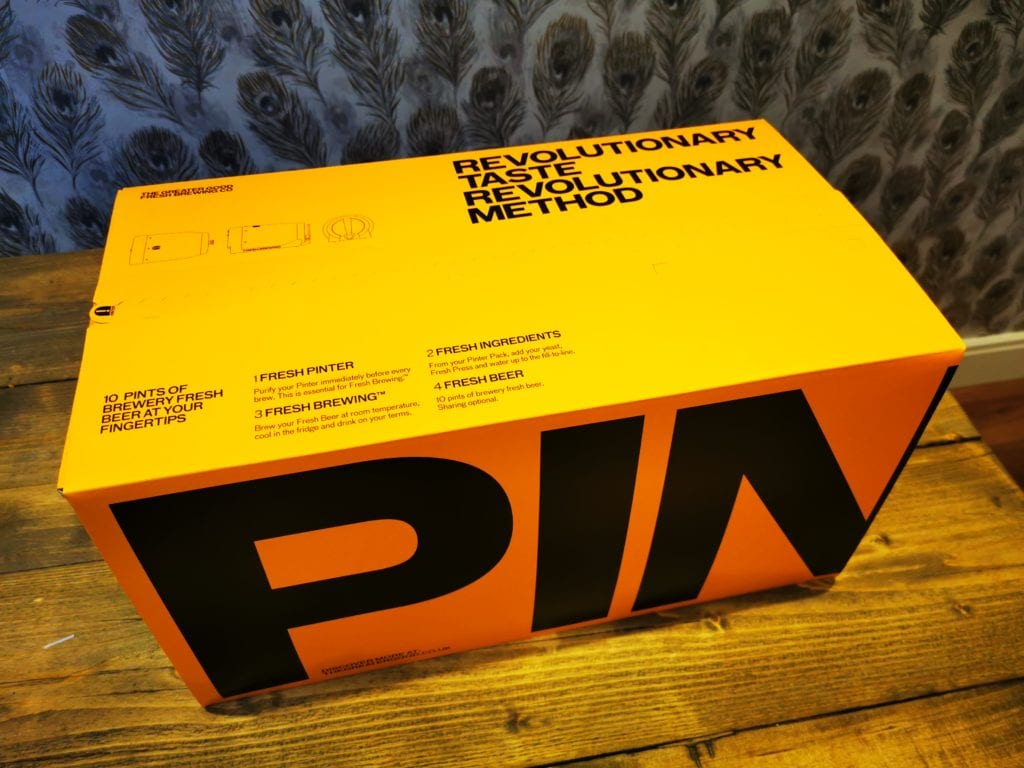 THE GREATER GOOD
FRESH BREWING CO
REVOLUTIONARY
TASTE
REVOLUTIONARY
METHOD
10 PINTS OF
BREWERY FRESH
BEER AT YOUR
FINGERTIPS
1 FRESH PINTER
Purify your Pinter immediately before every
brew. This is essential for Fresh Brewing.™
2 FRESH INGREDIENTS
From your Pinter Pack, add your yeast,
Fresh Press and water up to the fill-to-line.
3 FRESH BREWING™
Brew your Fresh Beer at room temperature,
cool in the fridge and drink on your terms.
4 FRESH BEER
10 pints of brewery fresh beer.
Sharing optional.
PIN
DISCOVER MORE AT
THEGREATERGOOD.CO.UK